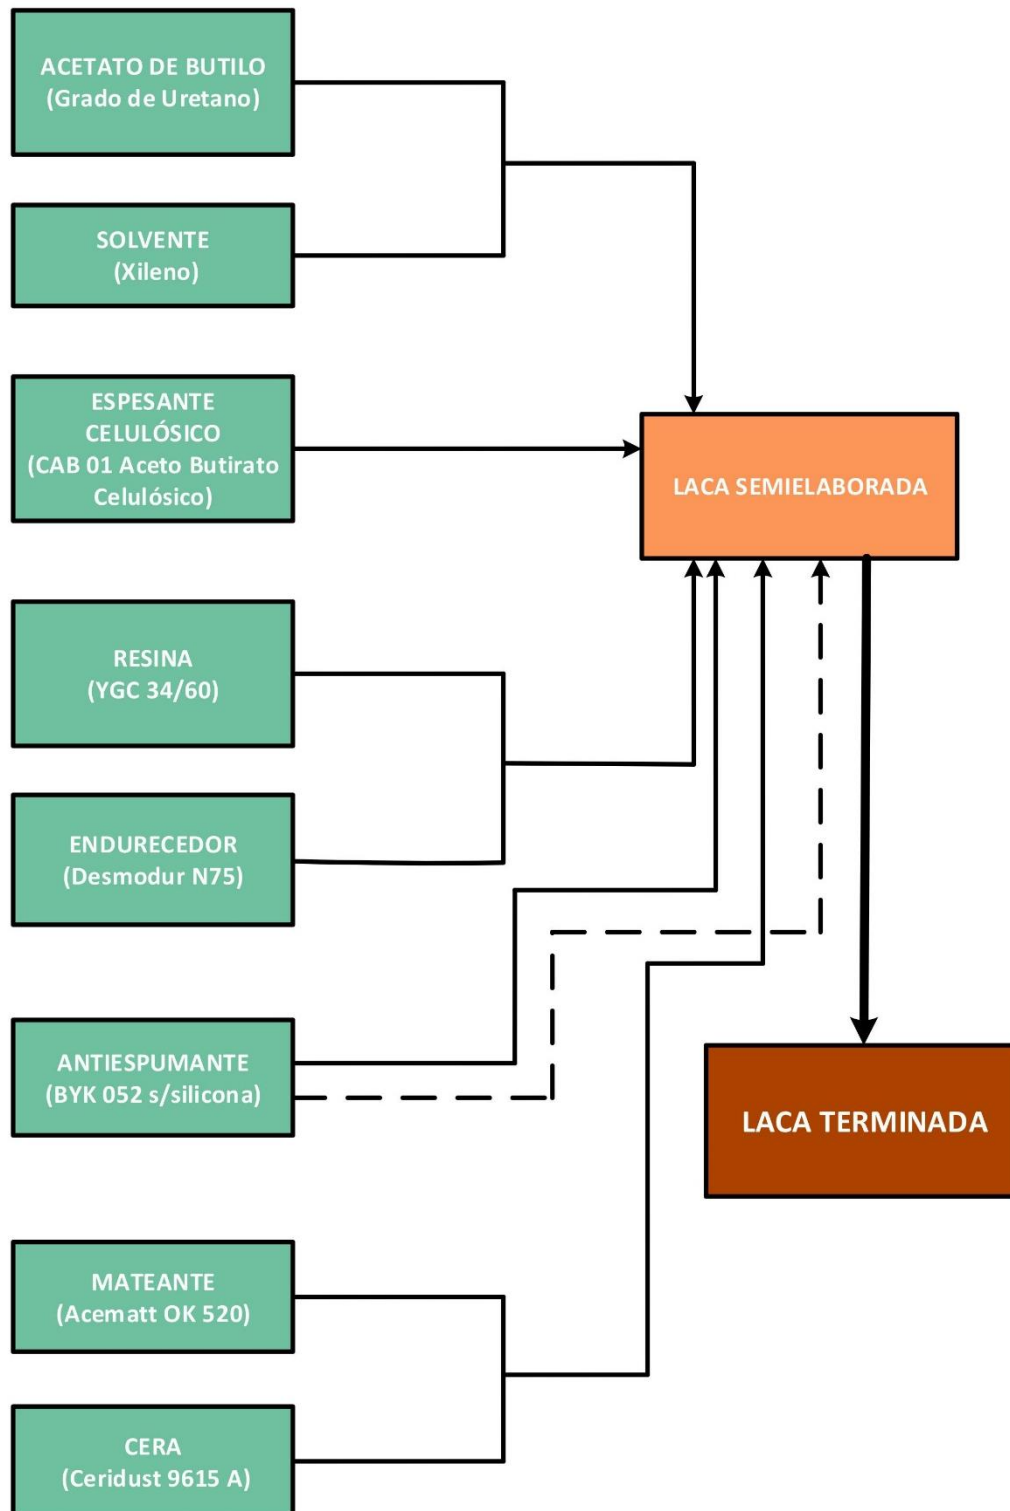 ACETATO DE BUTILO
(Grado de Uretano)
SOLVENTE
(Xileno)
ESPESANTE
CELULÓSICO
(CAB 01 Aceto Butirato
Celulósico)
LACA SEMIELABORADA
RESINA
(YGC 34/60)
ENDURECEDOR
(Desmodur N75)
ANTIESPUMANTE
(BYK 052 s/silicona)
LACA TERMINADA
MATEANTE
(Acematt OK 520)
CERA
(Ceridust 9615 A)